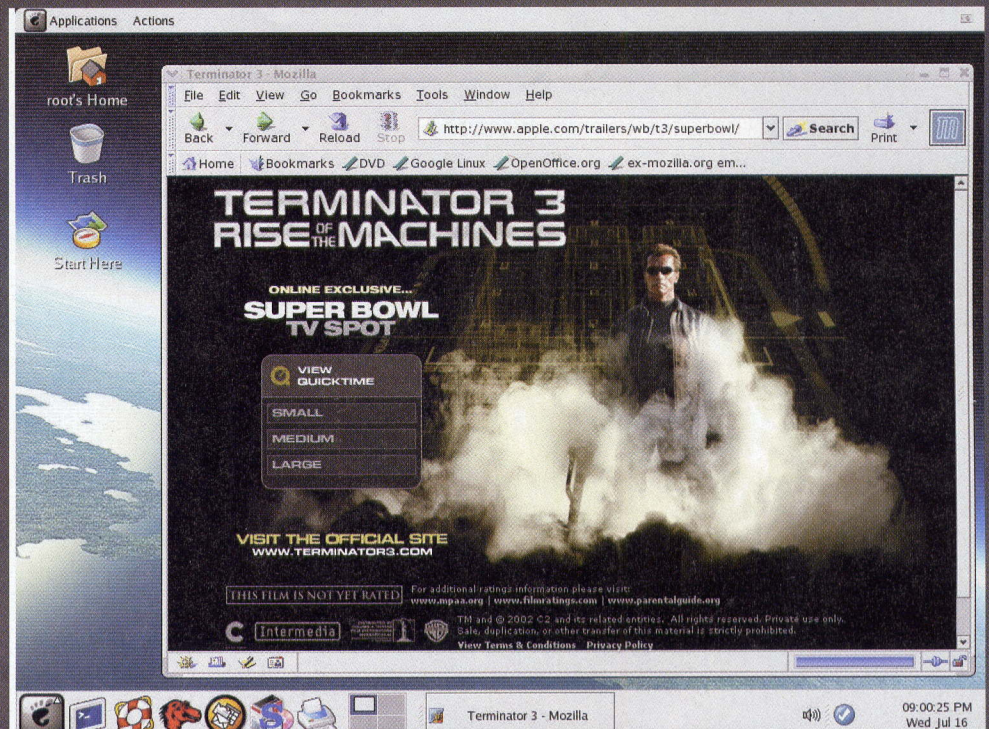 Applications Actions
root's Home
Trash
Start Here
Terminator 3 - Mozilla
File Edit View Go Bookmarks Tools Window Help
Back Forward Reload Stop http://www.apple.com/trailers/wb/t3/superbowl/ Search Print
Home Bookmarks DVD Google Linux OpenOffice.org ex-mozilla.org em...
TERMINATOR 3
RISE OF THE MACHINES
ONLINE EXCLUSIVE...
SUPER BOWL
TV SPOT
VIEW
QUICKTIME
SMALL
MEDIUM
LARGE
VISIT THE OFFICIAL SITE
WWW.TERMINATOR3.COM
THIS FILM IS NOT YET RATED
For additional ratings information please visit:
www.mpaa.org | www.filmratings.com | www.parentalguide.org
C Intermedia
TM and © 2002 C2 and its related entities. All rights reserved. Private use only.
Sale, duplication, or other transfer of this material is strictly prohibited.
View Terms & Conditions Privacy Policy
Terminator 3 - Mozilla
09:00:25 PM
Wed Jul 16